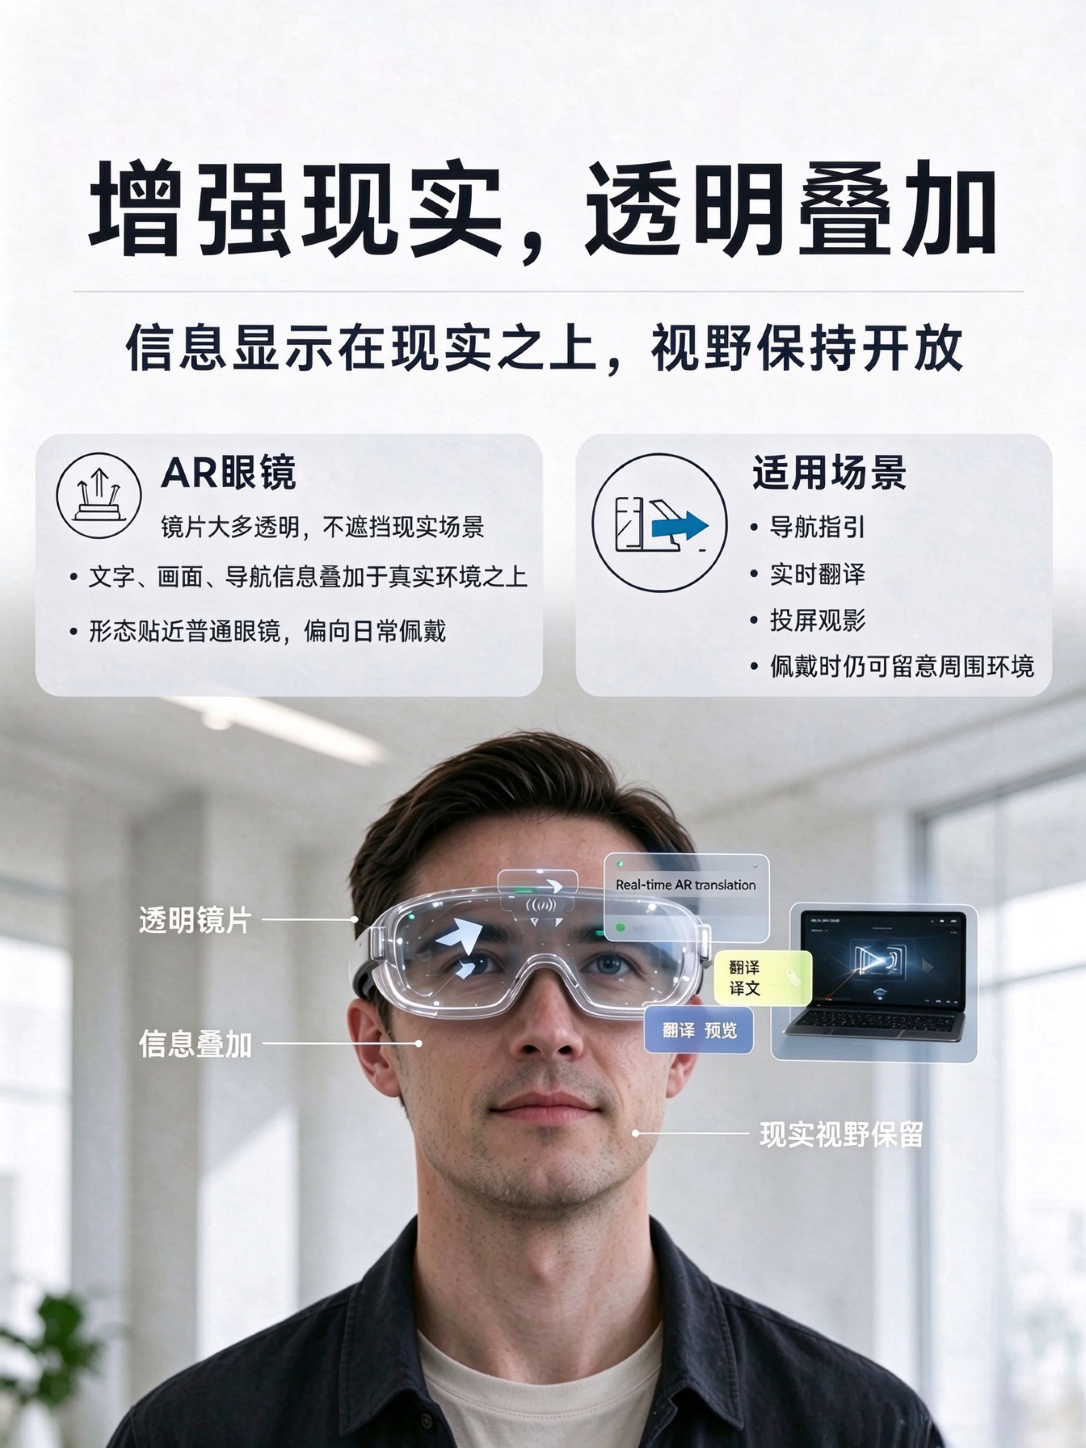 增强现实，透明叠加
信息显示在现实之上，视野保持开放
AR眼镜
镜片大多透明，不遮挡现实场景
• 文字、画面、导航信息叠加于真实环境之上
• 形态贴近普通眼镜，偏向日常佩戴
适用场景
• 导航指引
• 实时翻译
• 投屏观影
• 佩戴时仍可留意周围环境
Real-time AR translation
透明镜片
翻译
译文
翻译 预览
信息叠加
现实视野保留